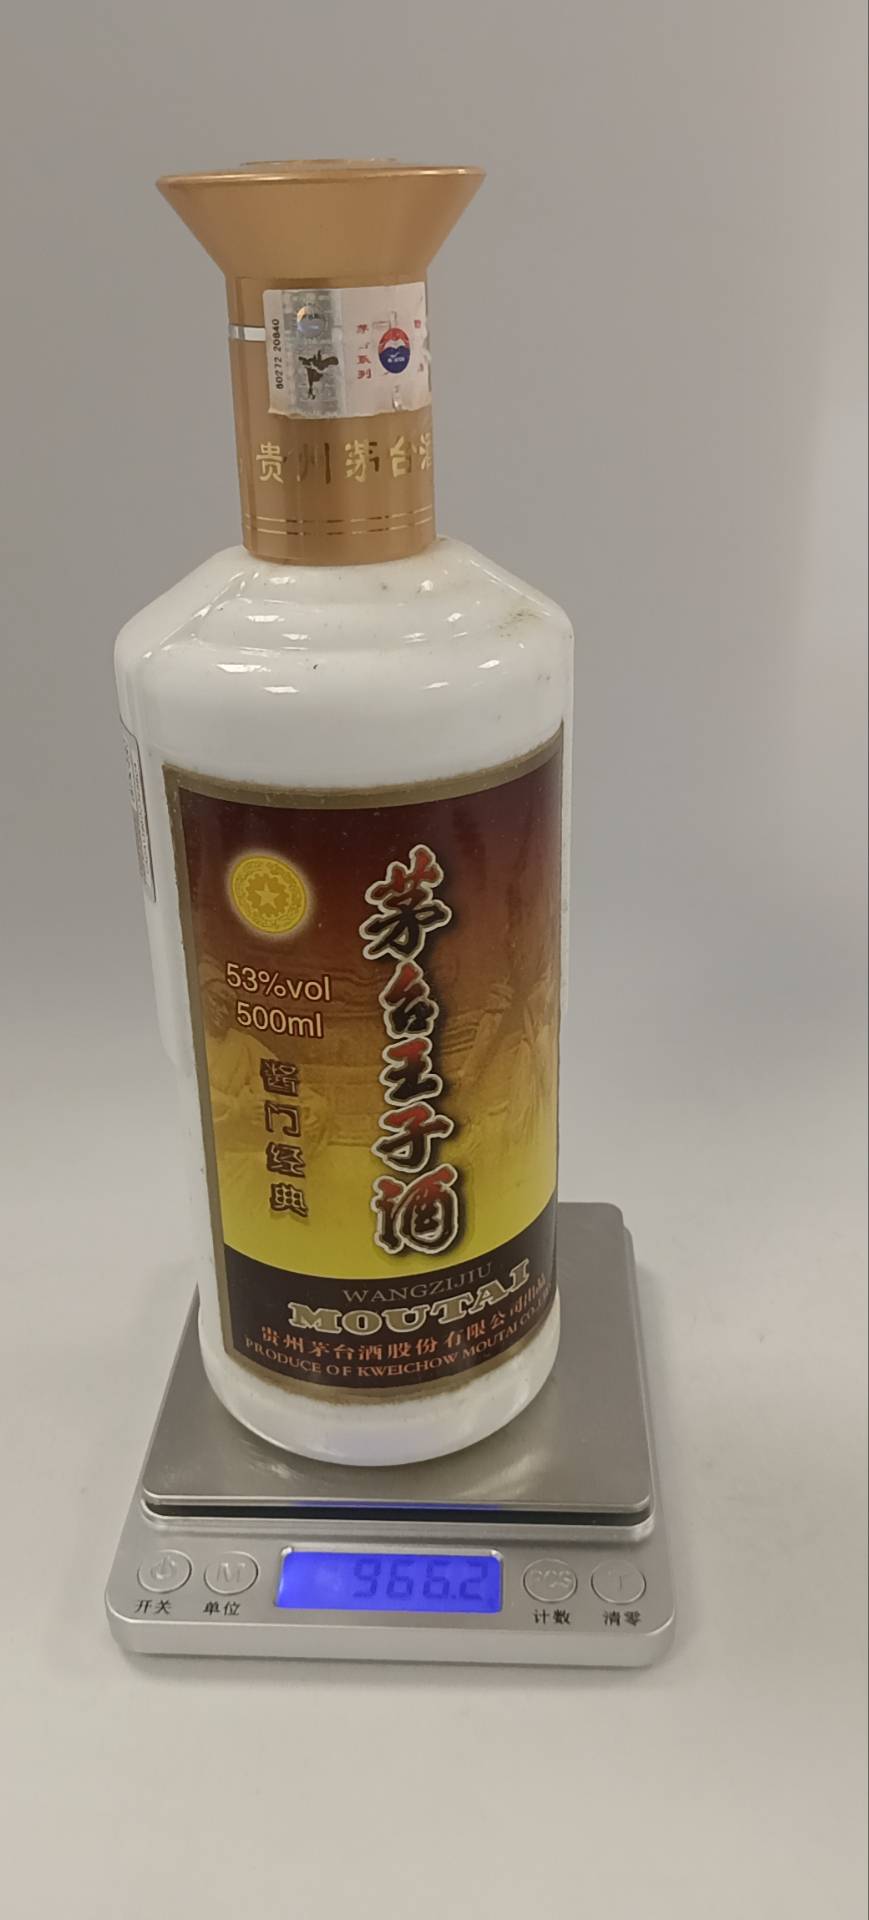 80272 20840
茅台系列
贵州茅台酒
53%vol
500ml
酱门经典
茅台王子酒
WANGZIJIU
MOUTAI
贵州茅台酒股份有限公司出品
PRODUCE OF KWEICHOW MOUTAI CO.,LTD
966.2
M
PCS
T
开关
单位
计数
清零